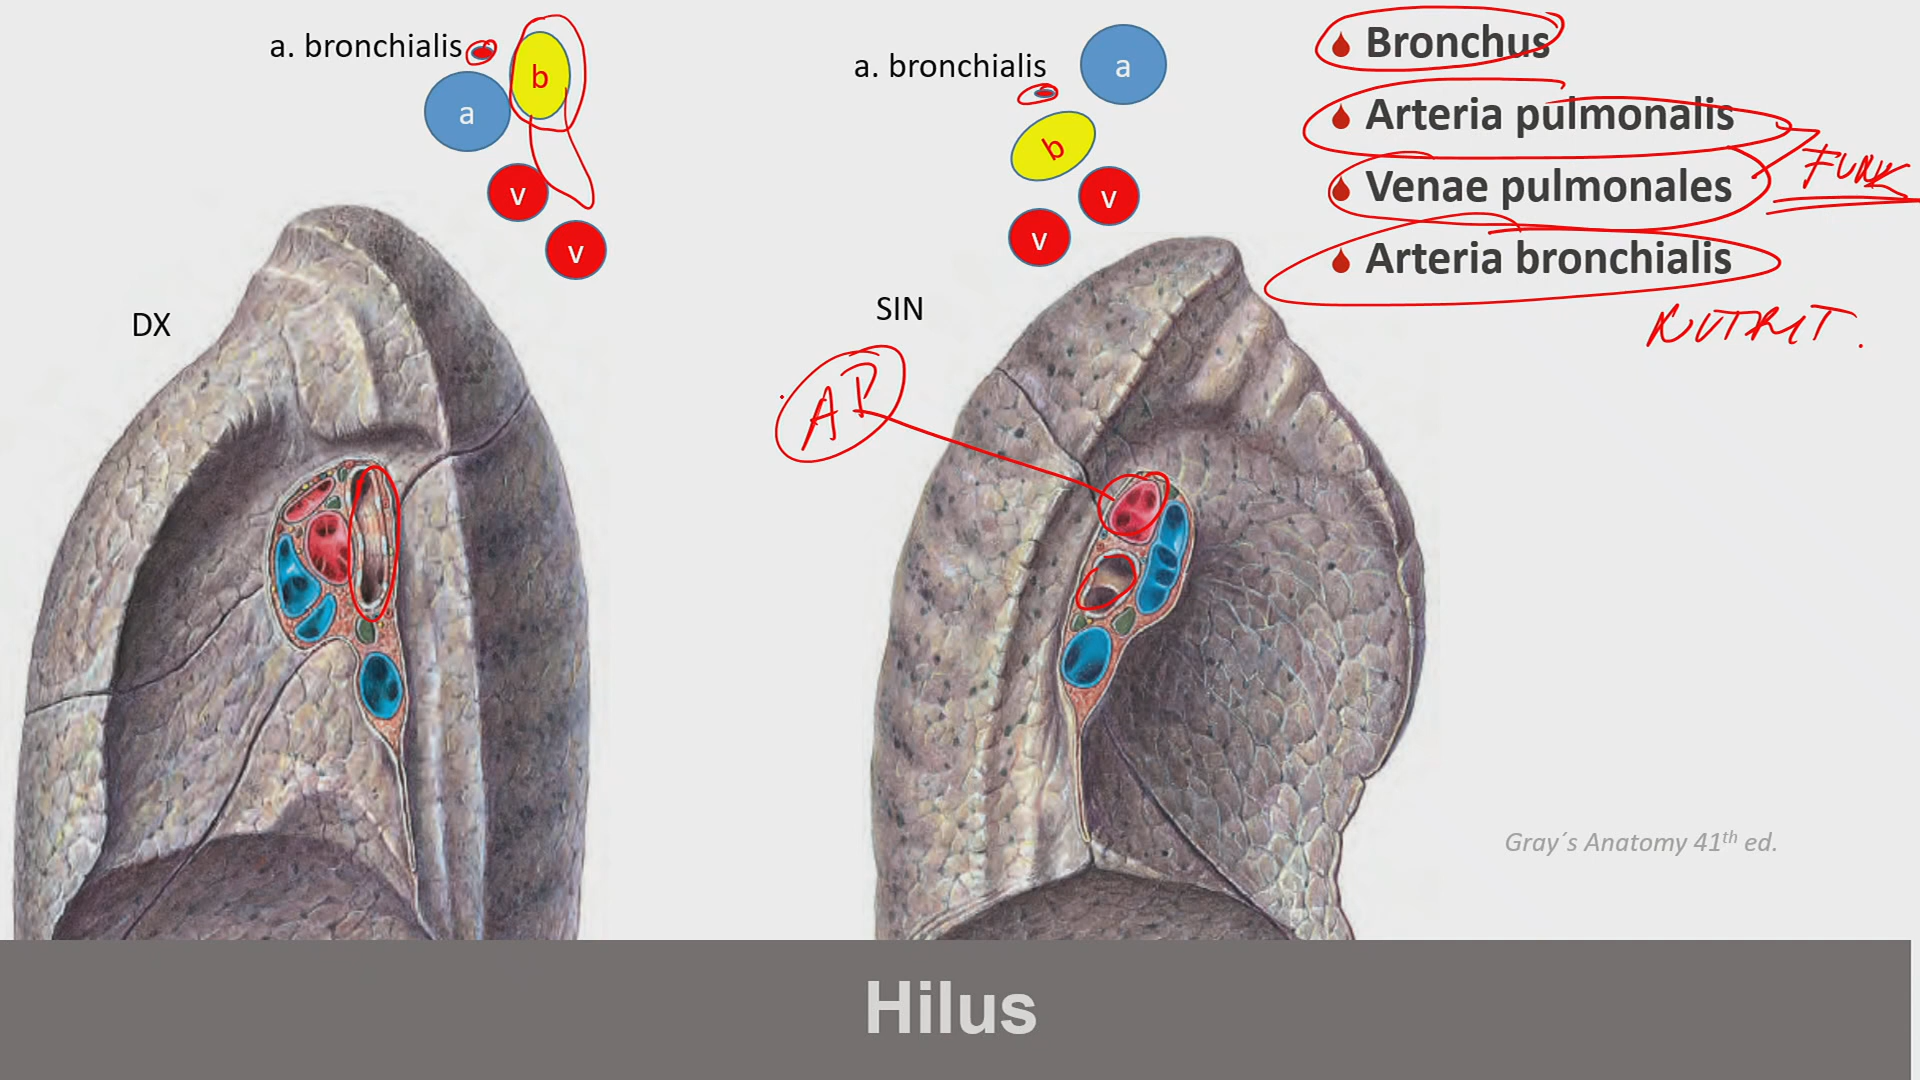 a. bronchialis
b
a
v
v
DX
a. bronchialis
a
b
v
v
SIN
AP
Bronchus
Arteria pulmonalis
Venae pulmonales
Arteria bronchialis
FUNK
NUTRIT.
Gray´s Anatomy 41th ed.
Hilus